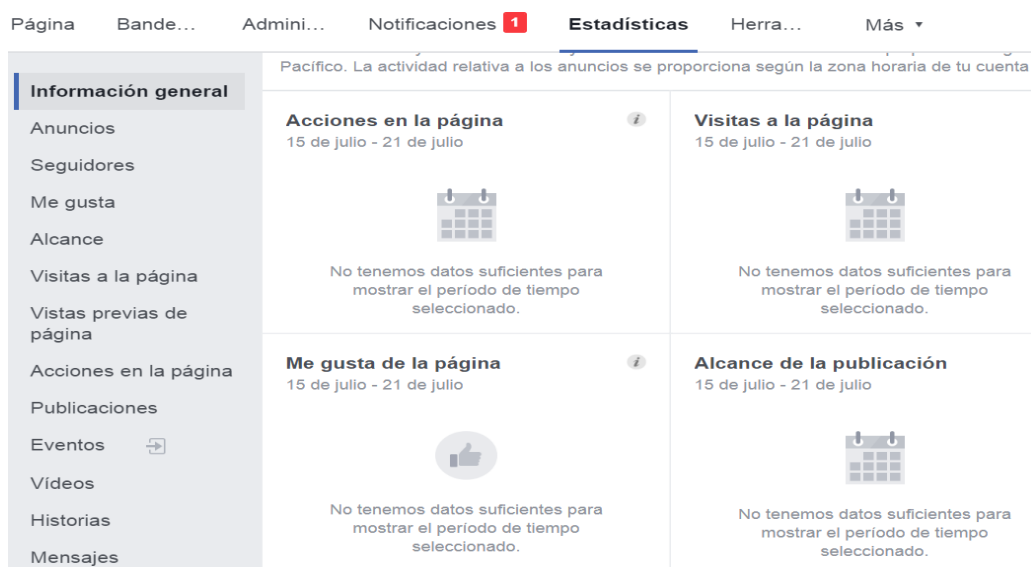 Página Bande... Admini... Notificaciones 1 Estadísticas Herra... Más
Pacífico. La actividad relativa a los anuncios se proporciona según la zona horaria de tu cuenta
Información general
Anuncios
Seguidores
Me gusta
Alcance
Visitas a la página
Vistas previas de
página
Acciones en la página
Publicaciones
Eventos
Vídeos
Historias
Mensajes
Acciones en la página
15 de julio - 21 de julio
No tenemos datos suficientes para
mostrar el período de tiempo
seleccionado.
Visitas a la página
15 de julio - 21 de julio
No tenemos datos suficientes para
mostrar el período de tiempo
seleccionado.
Me gusta de la página
15 de julio - 21 de julio
No tenemos datos suficientes para
mostrar el período de tiempo
seleccionado.
Alcance de la publicación
15 de julio - 21 de julio
No tenemos datos suficientes para
mostrar el período de tiempo
seleccionado.